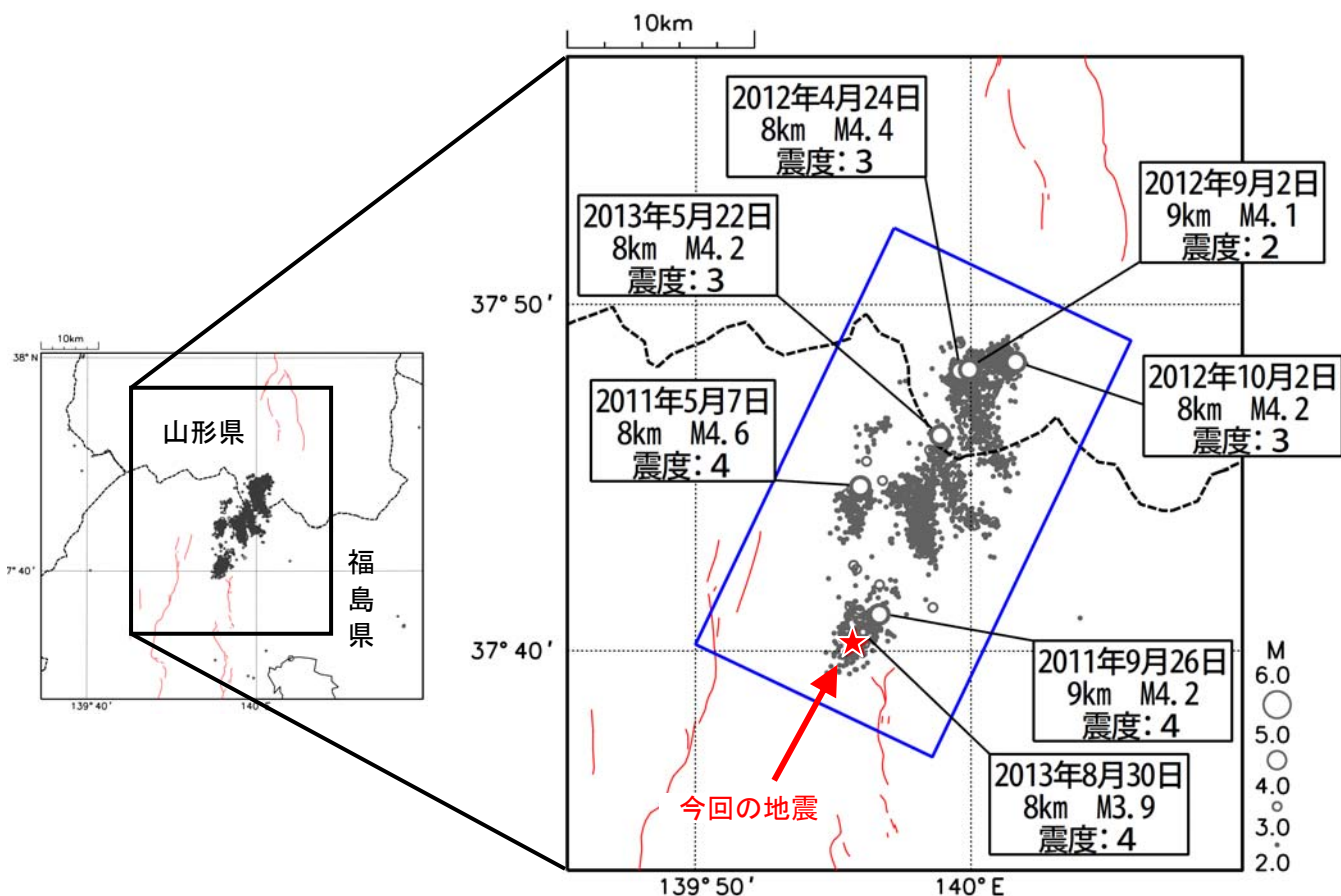 10km
2012年4月24日
8km M4.4
震度:3
2012年9月2日
9km M4.1
震度:2
2013年5月22日
8km M4.2
震度:3
37°50′
2012年10月2日
8km M4.2
震度:3
2011年5月7日
8km M4.6
震度:4
37°40′
2011年9月26日
9km M4.2
震度:4
2013年8月30日
8km M3.9
震度:4
今回の地震
M
6.0
5.0
4.0
3.0
2.0
139°50′
140°E
10km
38°N
山形県
福島県
7°40′
139°40′
140°E